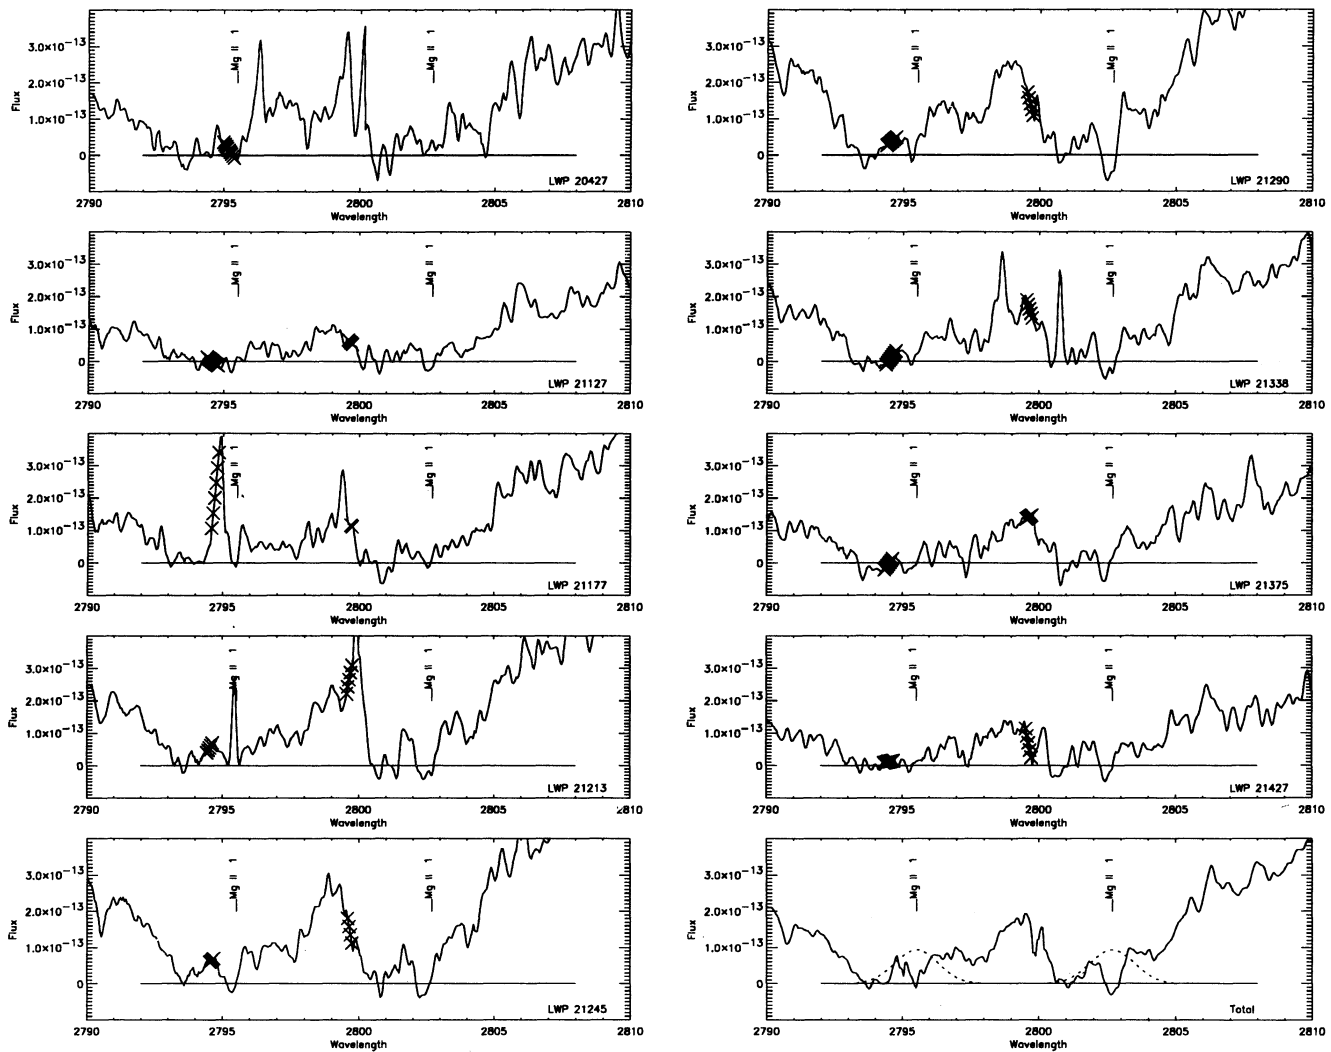 Flux
3.0×10⁻¹³
2.0×10⁻¹³
1.0×10⁻¹³
0
Mg II 1
Mg II 1
LWP 20427
2790 2795 2800 2805 2810
Wavelength
Flux
3.0×10⁻¹³
2.0×10⁻¹³
1.0×10⁻¹³
0
Mg II 1
Mg II 1
LWP 21290
2790 2795 2800 2805 2810
Wavelength
Flux
3.0×10⁻¹³
2.0×10⁻¹³
1.0×10⁻¹³
0
Mg II 1
Mg II 1
LWP 21127
2790 2795 2800 2805 2810
Wavelength
Flux
3.0×10⁻¹³
2.0×10⁻¹³
1.0×10⁻¹³
0
Mg II 1
Mg II 1
LWP 21338
2790 2795 2800 2805 2810
Wavelength
Flux
3.0×10⁻¹³
2.0×10⁻¹³
1.0×10⁻¹³
0
Mg II 1
Mg II 1
LWP 21177
2790 2795 2800 2805 2810
Wavelength
Flux
3.0×10⁻¹³
2.0×10⁻¹³
1.0×10⁻¹³
0
Mg II 1
Mg II 1
LWP 21375
2790 2795 2800 2805 2810
Wavelength
Flux
3.0×10⁻¹³
2.0×10⁻¹³
1.0×10⁻¹³
0
Mg II 1
Mg II 1
LWP 21213
2790 2795 2800 2805 2810
Wavelength
Flux
3.0×10⁻¹³
2.0×10⁻¹³
1.0×10⁻¹³
0
Mg II 1
Mg II 1
LWP 21427
2790 2795 2800 2805 2810
Wavelength
Flux
3.0×10⁻¹³
2.0×10⁻¹³
1.0×10⁻¹³
0
Mg II 1
Mg II 1
LWP 21245
2790 2795 2800 2805 2810
Wavelength
Flux
3.0×10⁻¹³
2.0×10⁻¹³
1.0×10⁻¹³
0
Mg II 1
Mg II 1
Total
2790 2795 2800 2805 2810
Wavelength